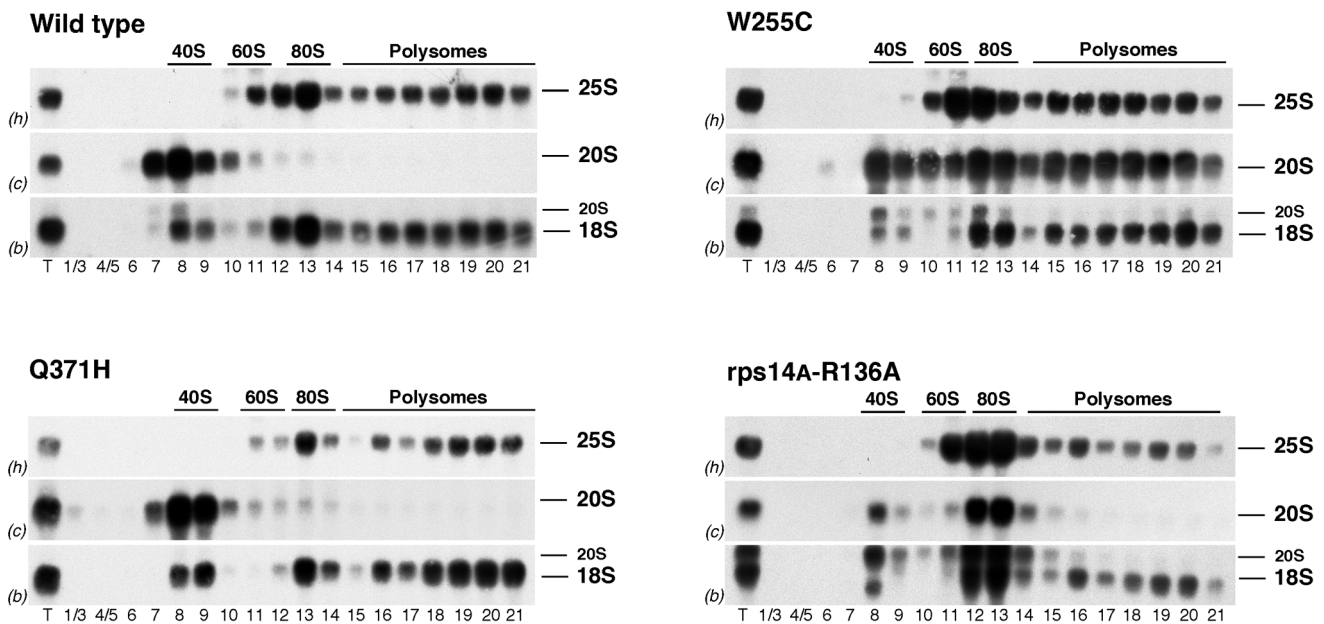 Wild type
40S 60S 80S Polysomes
(h) 25S
(c) 20S
20S
(b) 18S
T 1/3 4/5 6 7 8 9 10 11 12 13 14 15 16 17 18 19 20 21
W255C
40S 60S 80S Polysomes
(h) 25S
(c) 20S
20S
(b) 18S
T 1/3 4/5 6 7 8 9 10 11 12 13 14 15 16 17 18 19 20 21
Q371H
40S 60S 80S Polysomes
(h) 25S
(c) 20S
20S
(b) 18S
T 1/3 4/5 6 7 8 9 10 11 12 13 14 15 16 17 18 19 20 21
rps14A-R136A
40S 60S 80S Polysomes
(h) 25S
(c) 20S
20S
(b) 18S
T 1/3 4/5 6 7 8 9 10 11 12 13 14 15 16 17 18 19 20 21